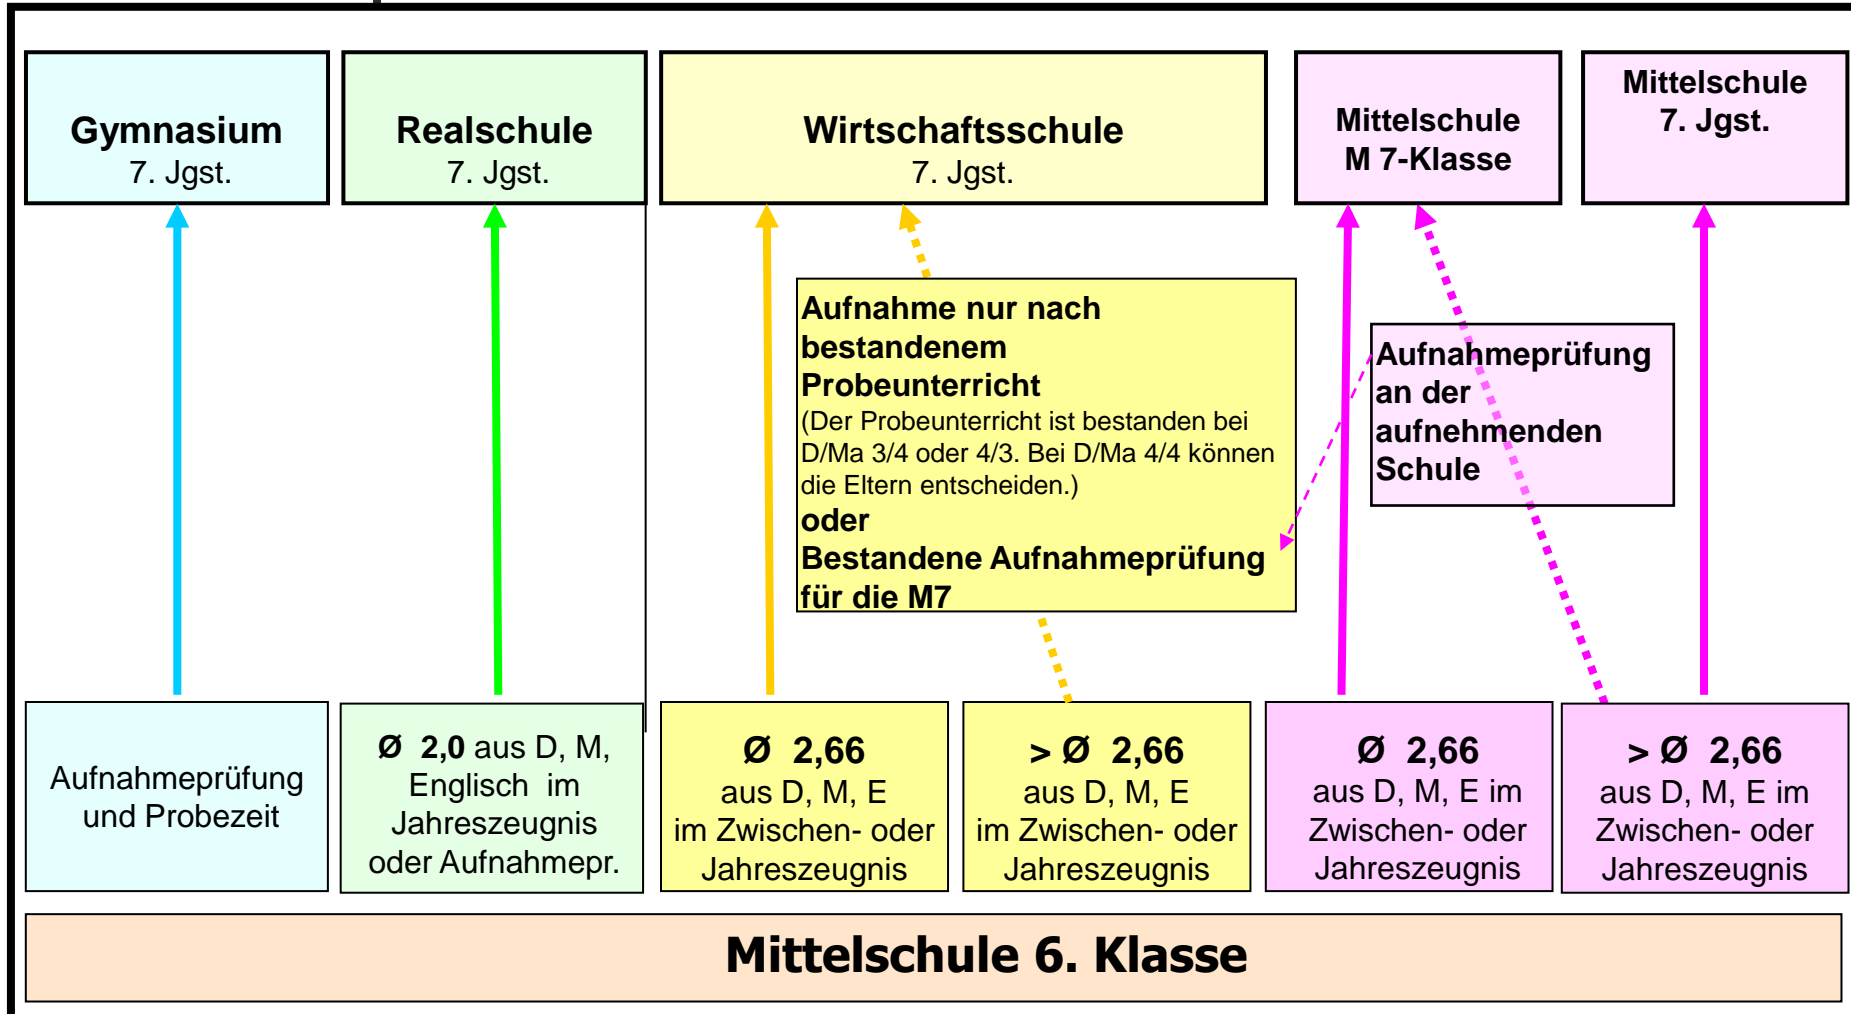 Gymnasium
7. Jgst.
Realschule
7. Jgst.
Wirtschaftsschule
7. Jgst.
Mittelschule
M 7-Klasse
Mittelschule
7. Jgst.
Aufnahme nur nach
bestandenem
Probeunterricht
(Der Probeunterricht ist bestanden bei
D/Ma 3/4 oder 4/3. Bei D/Ma 4/4 können
die Eltern entscheiden.)
oder
Bestandene Aufnahmeprüfung
für die M7
Aufnahmeprüfung
an der
aufnehmenden
Schule
Aufnahmeprüfung
und Probezeit
Ø 2,0 aus D, M,
Englisch im
Jahreszeugnis
oder Aufnahmepr.
Ø 2,66
aus D, M, E
im Zwischen- oder
Jahreszeugnis
> Ø 2,66
aus D, M, E
im Zwischen- oder
Jahreszeugnis
Ø 2,66
aus D, M, E im
Zwischen- oder
Jahreszeugnis
> Ø 2,66
aus D, M, E im
Zwischen- oder
Jahreszeugnis
Mittelschule 6. Klasse